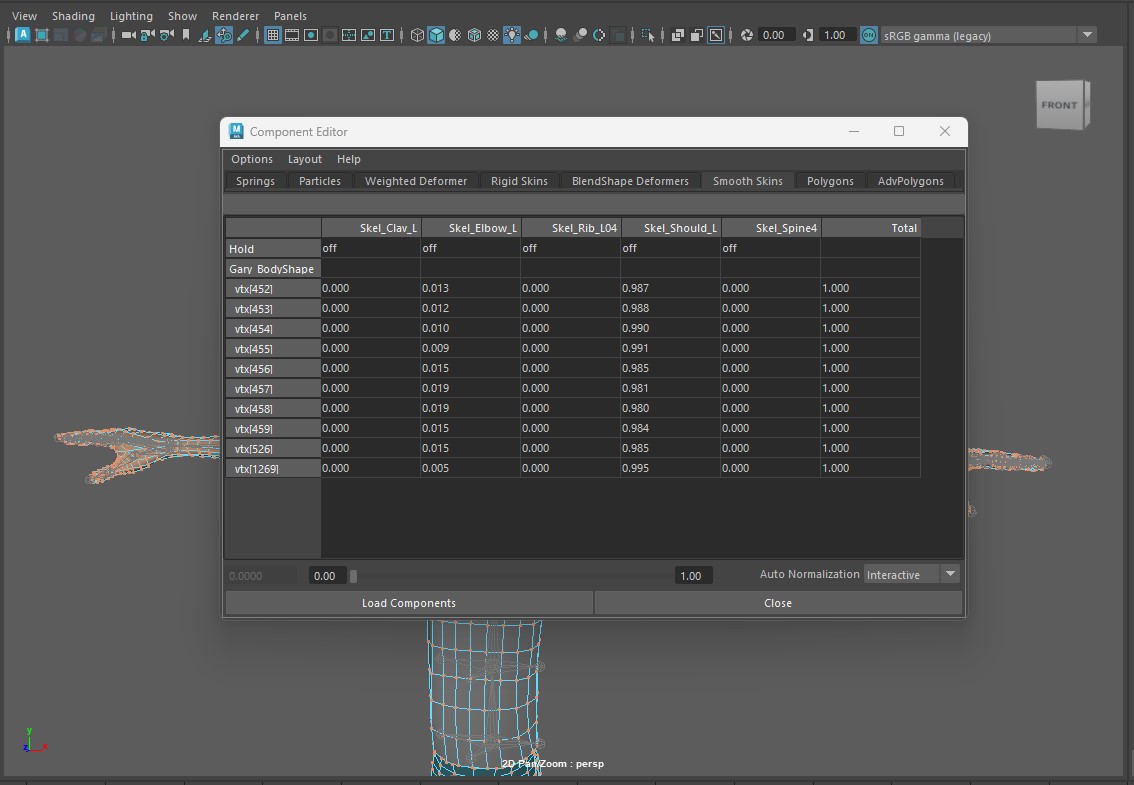 View Shading Lighting Show Renderer Panels
A T 0.00 1.00 ON sRGB gamma (legacy)
FRONT
M Component Editor
Options Layout Help
Springs Particles Weighted Deformer Rigid Skins BlendShape Deformers Smooth Skins Polygons AdvPolygons
Skel_Clav_L Skel_Elbow_L Skel_Rib_L04 Skel_Should_L Skel_Spine4 Total
Hold off off off off off
Gary_BodyShape
vtx[452] 0.000 0.013 0.000 0.987 0.000 1.000
vtx[453] 0.000 0.012 0.000 0.988 0.000 1.000
vtx[454] 0.000 0.010 0.000 0.990 0.000 1.000
vtx[455] 0.000 0.009 0.000 0.991 0.000 1.000
vtx[456] 0.000 0.015 0.000 0.985 0.000 1.000
vtx[457] 0.000 0.019 0.000 0.981 0.000 1.000
vtx[458] 0.000 0.019 0.000 0.980 0.000 1.000
vtx[459] 0.000 0.015 0.000 0.984 0.000 1.000
vtx[526] 0.000 0.015 0.000 0.985 0.000 1.000
vtx[1269] 0.000 0.005 0.000 0.995 0.000 1.000
0.0000 0.00 1.00 Auto Normalization Interactive
Load Components Close
y
z x
2D Pan/Zoom : persp